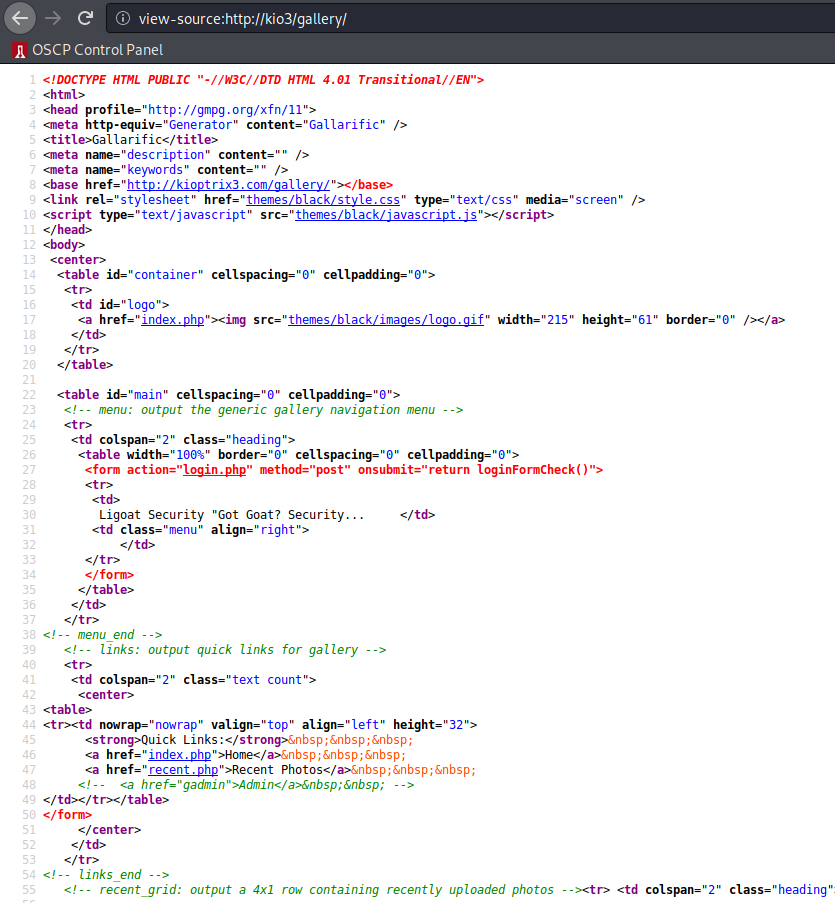 view-source:http://kio3/gallery/
OSCP Control Panel
1 <!DOCTYPE HTML PUBLIC "-//W3C//DTD HTML 4.01 Transitional//EN">
2 <html>
3 <head profile="http://gmpg.org/xfn/11">
4 <meta http-equiv="Generator" content="Gallarific" />
5 <title>Gallarific</title>
6 <meta name="description" content="" />
7 <meta name="keywords" content="" />
8 <base href="http://kioptrix3.com/gallery/"></base>
9 <link rel="stylesheet" href="themes/black/style.css" type="text/css" media="screen" />
10 <script type="text/javascript" src="themes/black/javascript.js"></script>
11 </head>
12 <body>
13 <center>
14 <table id="container" cellspacing="0" cellpadding="0">
15 <tr>
16 <td id="logo">
17 <a href="index.php"><img src="themes/black/images/logo.gif" width="215" height="61" border="0" /></a>
18 </td>
19 </tr>
20 </table>
21
22 <table id="main" cellspacing="0" cellpadding="0">
23 <!-- menu: output the generic gallery navigation menu -->
24 <tr>
25 <td colspan="2" class="heading">
26 <table width="100%" border="0" cellspacing="0" cellpadding="0">
27 <form action="login.php" method="post" onsubmit="return loginFormCheck()">
28 <tr>
29 <td>
30 Ligoat Security "Got Goat? Security... </td>
31 <td class="menu" align="right">
32 </td>
33 </tr>
34 </form>
35 </table>
36 </td>
37 </tr>
38 <!-- menu_end -->
39 <!-- links: output quick links for gallery -->
40 <tr>
41 <td colspan="2" class="text count">
42 <center>
43 <table>
44 <tr><td nowrap="nowrap" valign="top" align="left" height="32">
45 <strong>Quick Links:</strong>&nbsp;&nbsp;&nbsp;
46 <a href="index.php">Home</a>&nbsp;&nbsp;&nbsp;
47 <a href="recent.php">Recent Photos</a>&nbsp;&nbsp;&nbsp;
48 <!-- <a href="gadmin">Admin</a>&nbsp;&nbsp; -->
49 </td></tr></table>
50 </form>
51 </center>
52 </td>
53 </tr>
54 <!-- links_end -->
55 <!-- recent_grid: output a 4x1 row containing recently uploaded photos --><tr> <td colspan="2" class="heading"